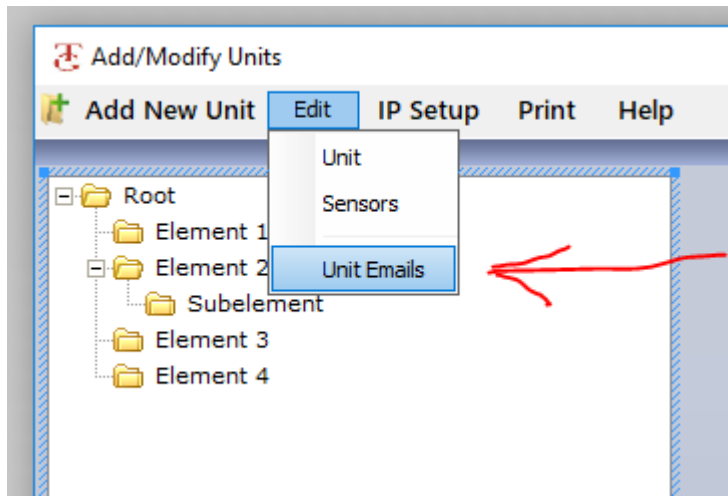 Add/Modify Units
Add New Unit Edit IP Setup Print Help
Unit
Sensors
Unit Emails
Root
Element 1
Element 2
Subelement
Element 3
Element 4